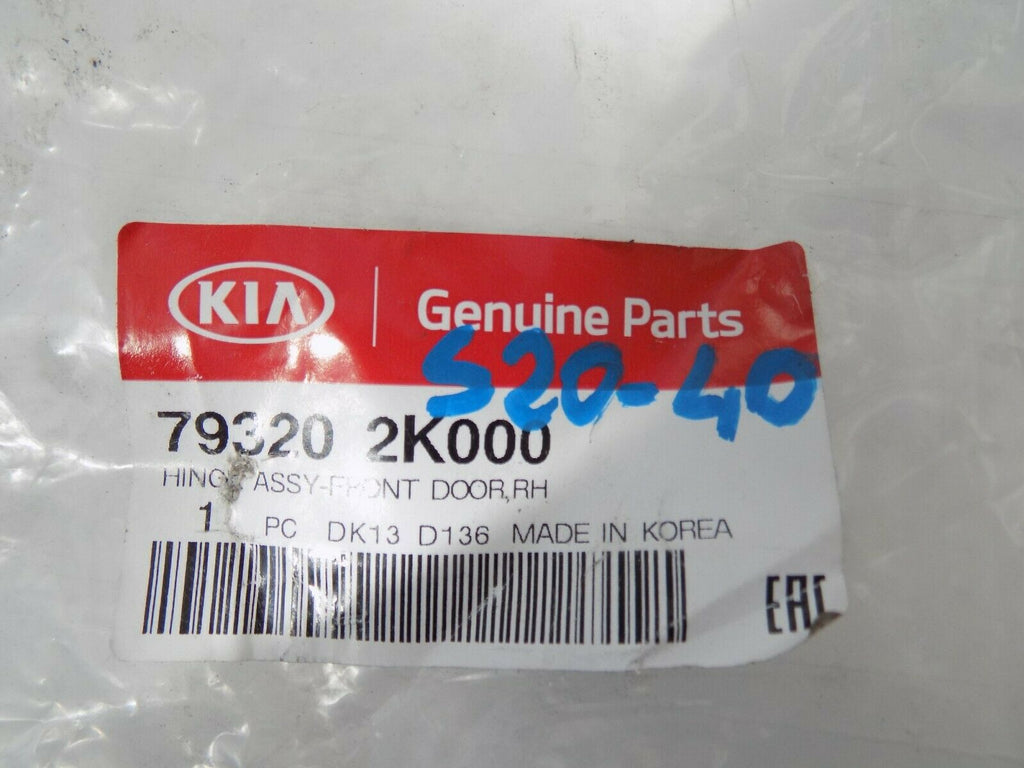 KIA Genuine Parts
S20-40
79320 2K000
HINGE ASSY-FRONT DOOR,RH
1 PC DK13 D136 MADE IN KOREA
EAC